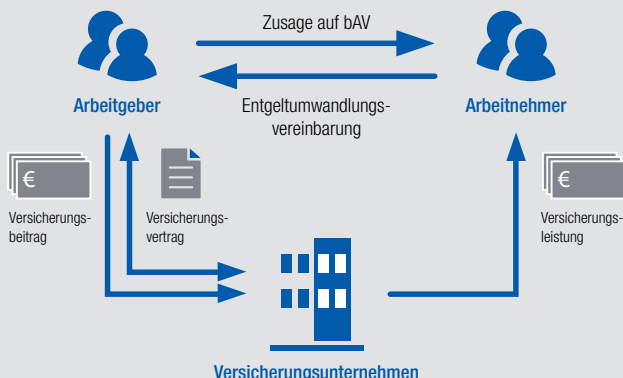 Zusage auf bAV
Arbeitgeber
Entgeltumwandlungs-
vereinbarung
Arbeitnehmer
€
Versicherungs-
beitrag
Versicherungs-
vertrag
€
Versicherungs-
leistung
Versicherungsunternehmen